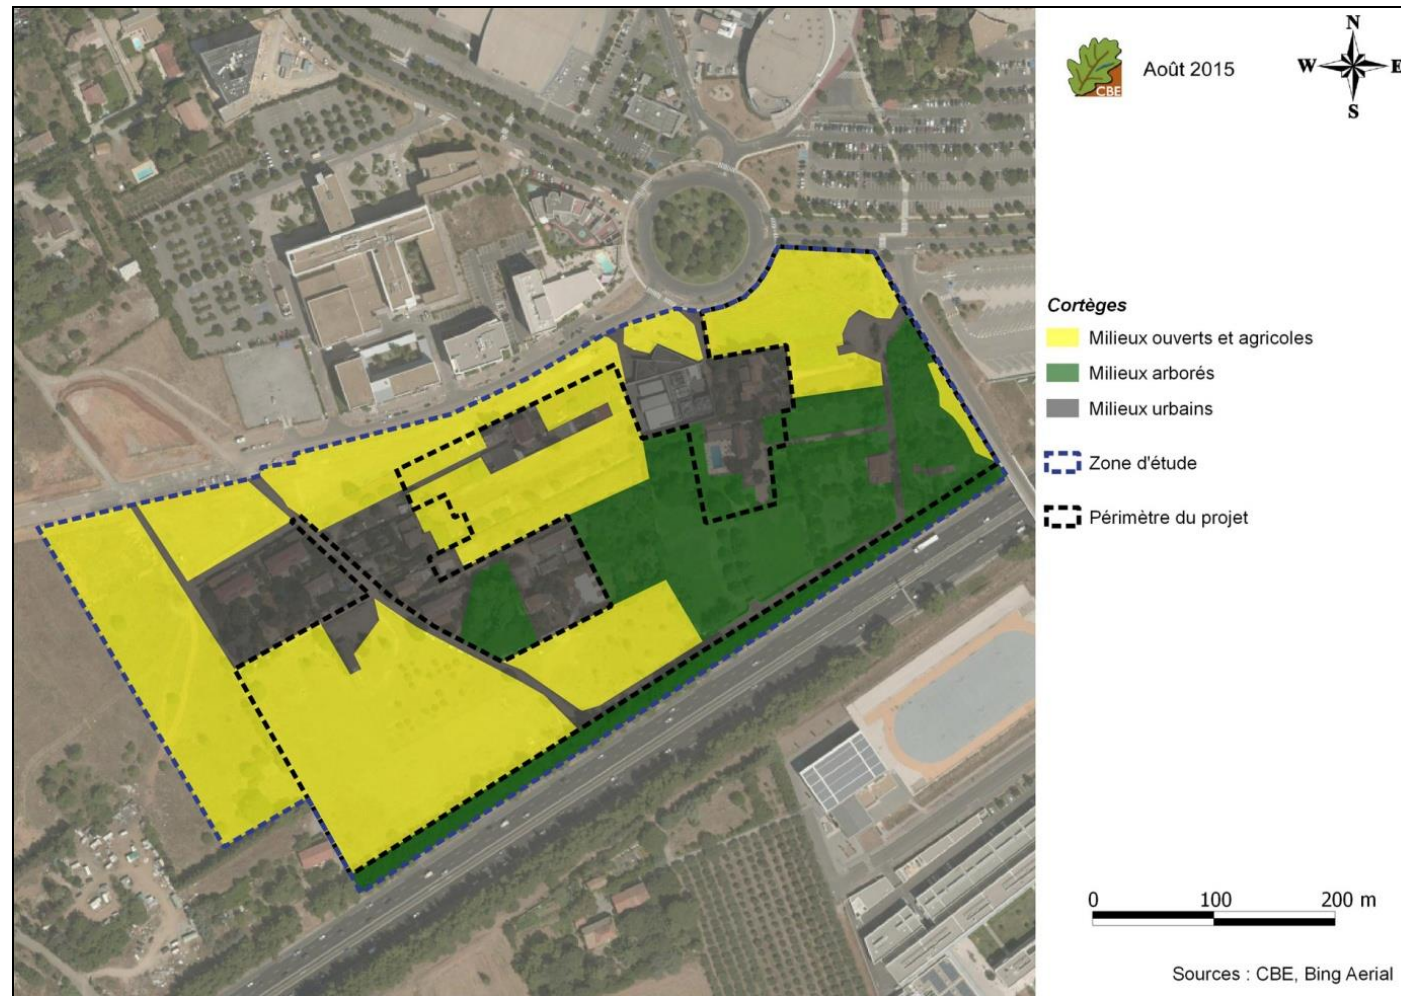 N
W E
S
CBE
Août 2015
Cortèges
Milieux ouverts et agricoles
Milieux arborés
Milieux urbains
Zone d'étude
Périmètre du projet
0 100 200 m
Sources : CBE, Bing Aerial